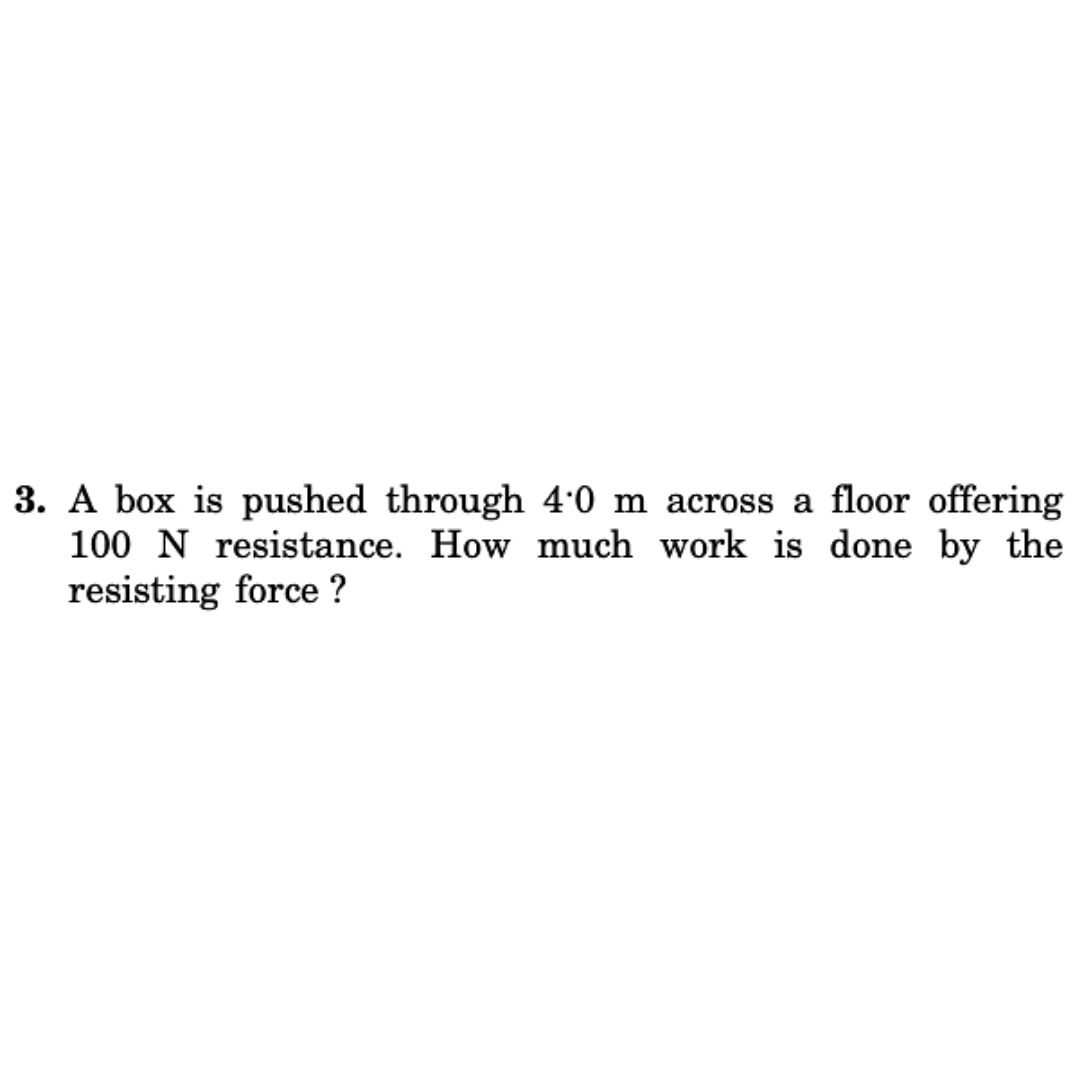 3. A box is pushed through 4·0 m across a floor offering
100 N resistance. How much work is done by the
resisting force ?